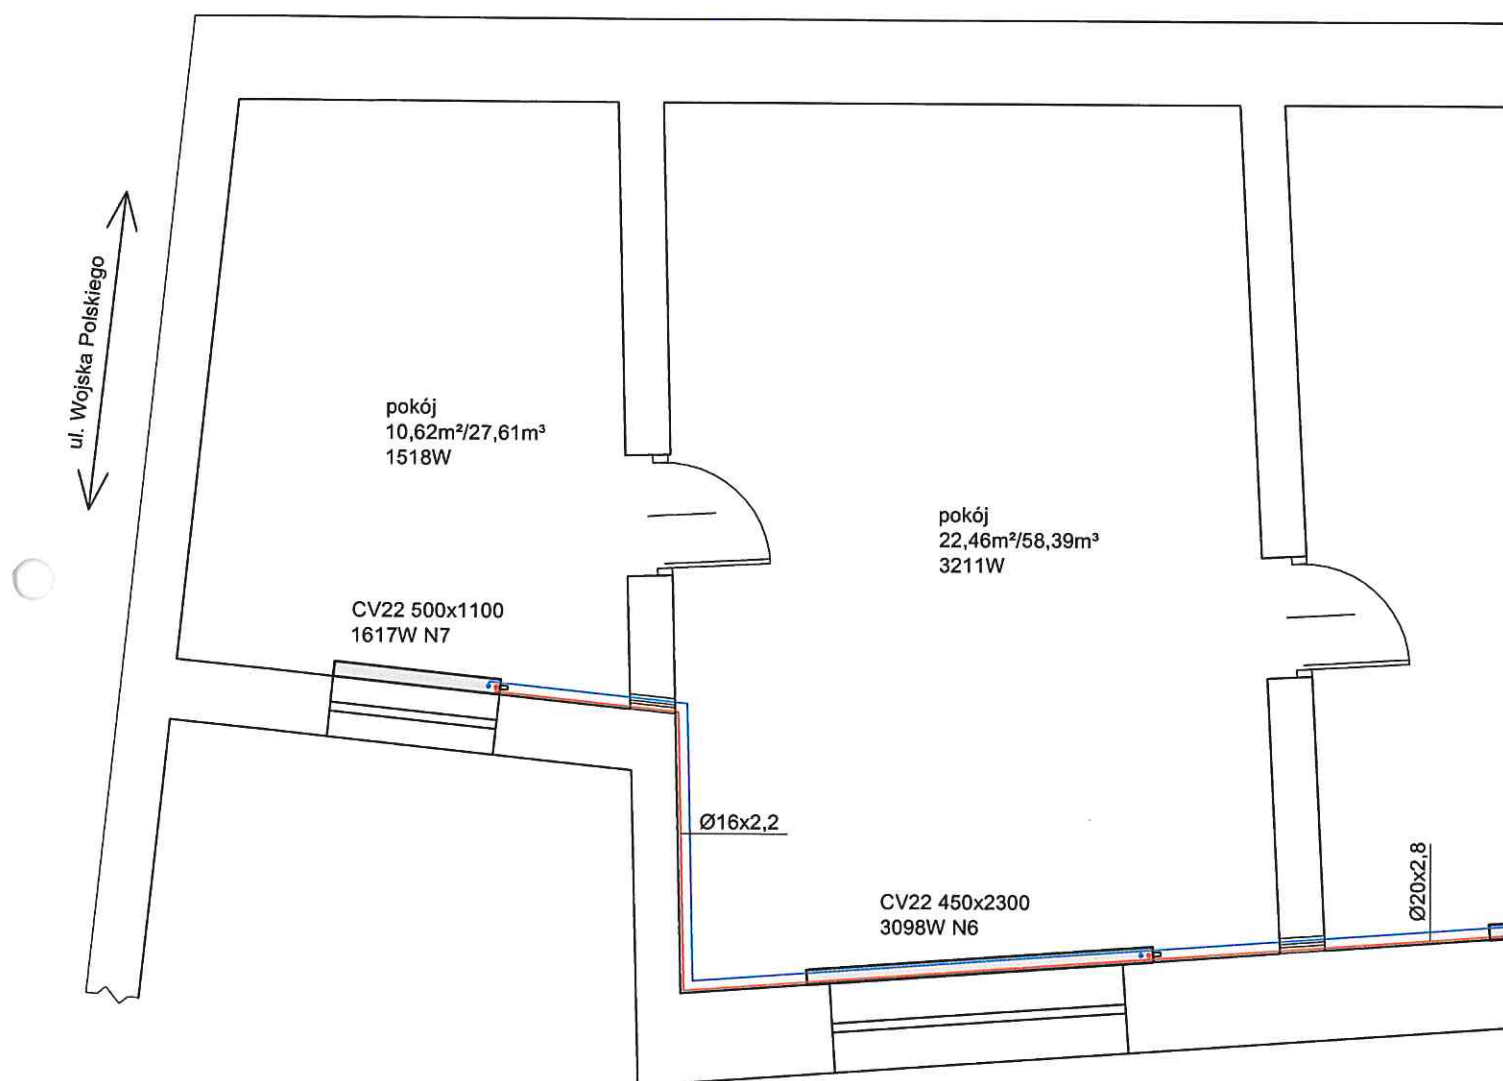 ul. Wojska Polskiego
pokój
10,62m²/27,61m³
1518W
pokój
22,46m²/58,39m³
3211W
CV22 500x1100
1617W N7
Ø16x2,2
CV22 450x2300
3098W N6
Ø20x2,8